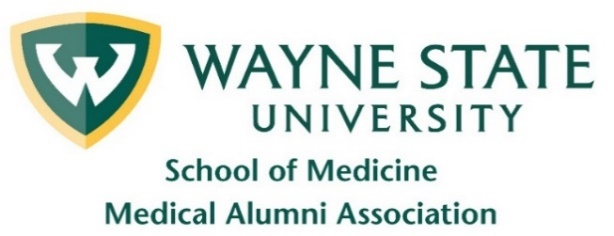 W
WAYNE STATE
UNIVERSITY
School of Medicine
Medical Alumni Association